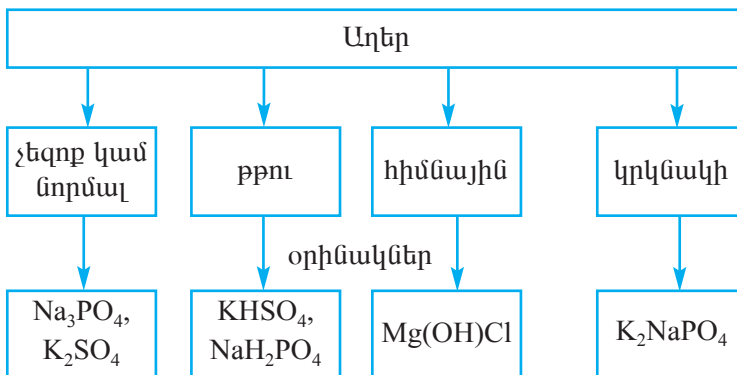 Աղեր
չեզոք կամ
նորմալ
թթու
հիմնային
կրկնակի
օրինակներ
Na₃PO₄,
K₂SO₄
KHSO₄,
NaH₂PO₄
Mg(OH)Cl
K₂NaPO₄